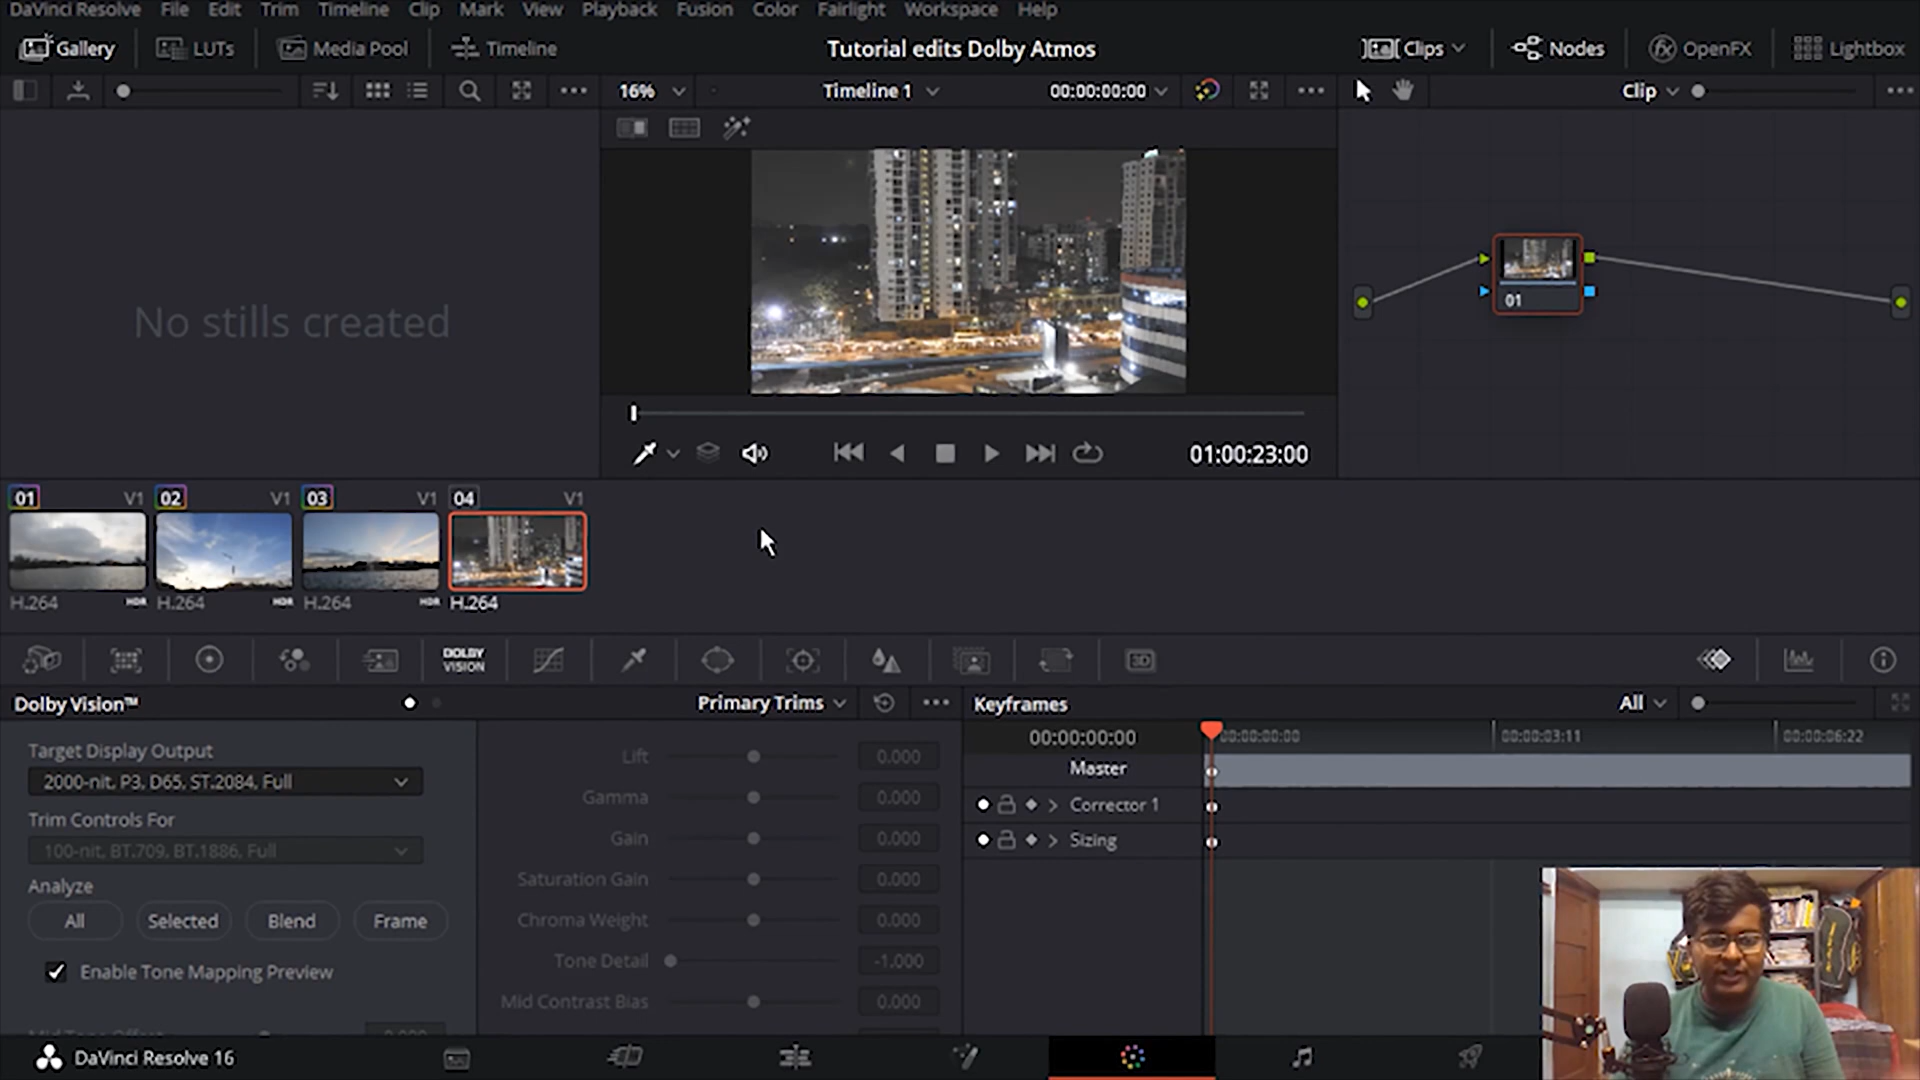 DaVinci Resolve File Edit Trim Timeline Clip Mark View Playback Fusion Color Fairlight Workspace Help
Gallery LUTs Media Pool Timeline Tutorial edits Dolby Atmos Clips Nodes fx OpenFX Lightbox
16% Timeline 1 00:00:00:00 Clip
No stills created
01
01:00:23:00
01 V1 02 V1 03 V1 04 V1
H.264 HDR H.264 HDR H.264 HDR H.264
DOLBY
VISION
3D
Dolby Vision™ Primary Trims Keyframes All
00:00:00:00 00:00:00:00 00:00:03:11 00:00:06:22
Target Display Output
2000-nit, P3, D65, ST.2084, Full
Trim Controls For
100-nit, BT.709, BT.1886, Full
Analyze
All Selected Blend Frame
Enable Tone Mapping Preview
Mid Tone Offset 0.000
Lift 0.000
Gamma 0.000
Gain 0.000
Saturation Gain 0.000
Chroma Weight 0.000
Tone Detail -1.000
Mid Contrast Bias 0.000
Master
Corrector 1
Sizing
DaVinci Resolve 16